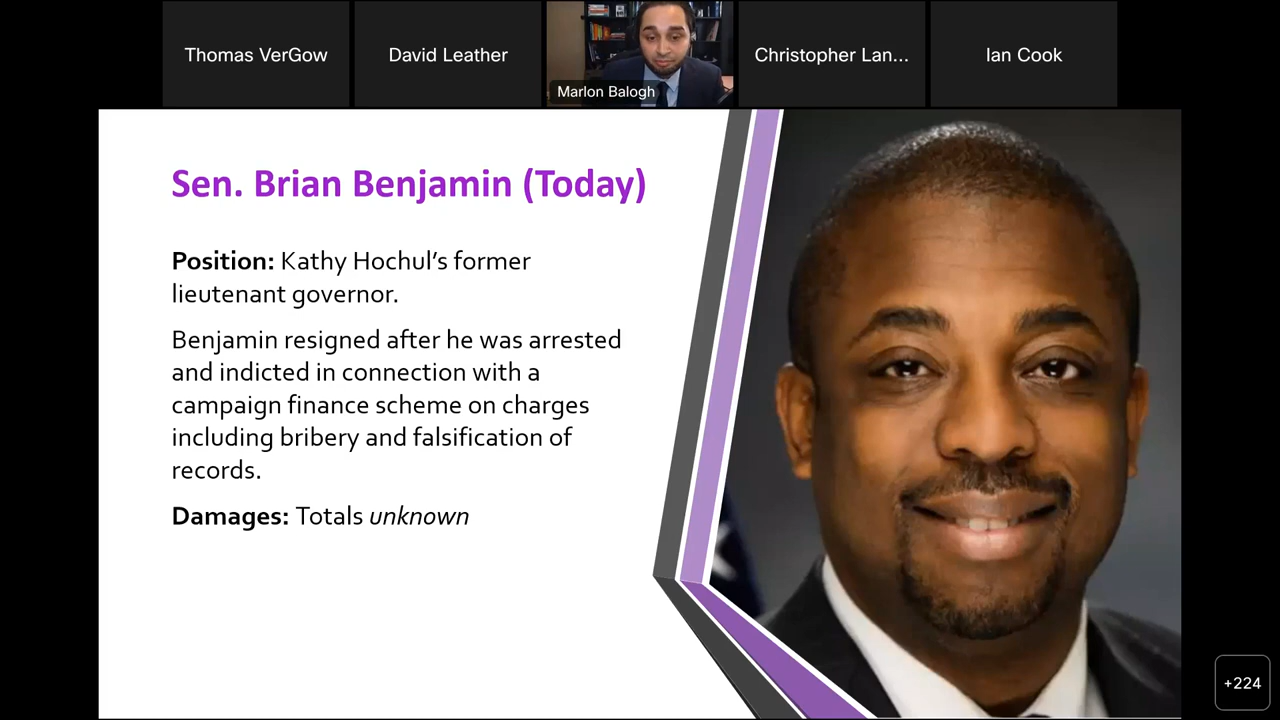 Thomas VerGow
David Leather
Marlon Balogh
Christopher Lan...
Ian Cook
Sen. Brian Benjamin (Today)
Position: Kathy Hochul’s former
lieutenant governor.
Benjamin resigned after he was arrested
and indicted in connection with a
campaign finance scheme on charges
including bribery and falsification of
records.
Damages: Totals unknown
+224